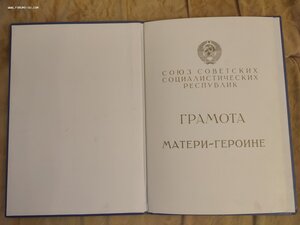 СОЮЗ СОВЕТСКИХ
СОЦИАЛИСТИЧЕСКИХ
РЕСПУБЛИК
ГРАМОТА
МАТЕРИ-ГЕРОИНЕ